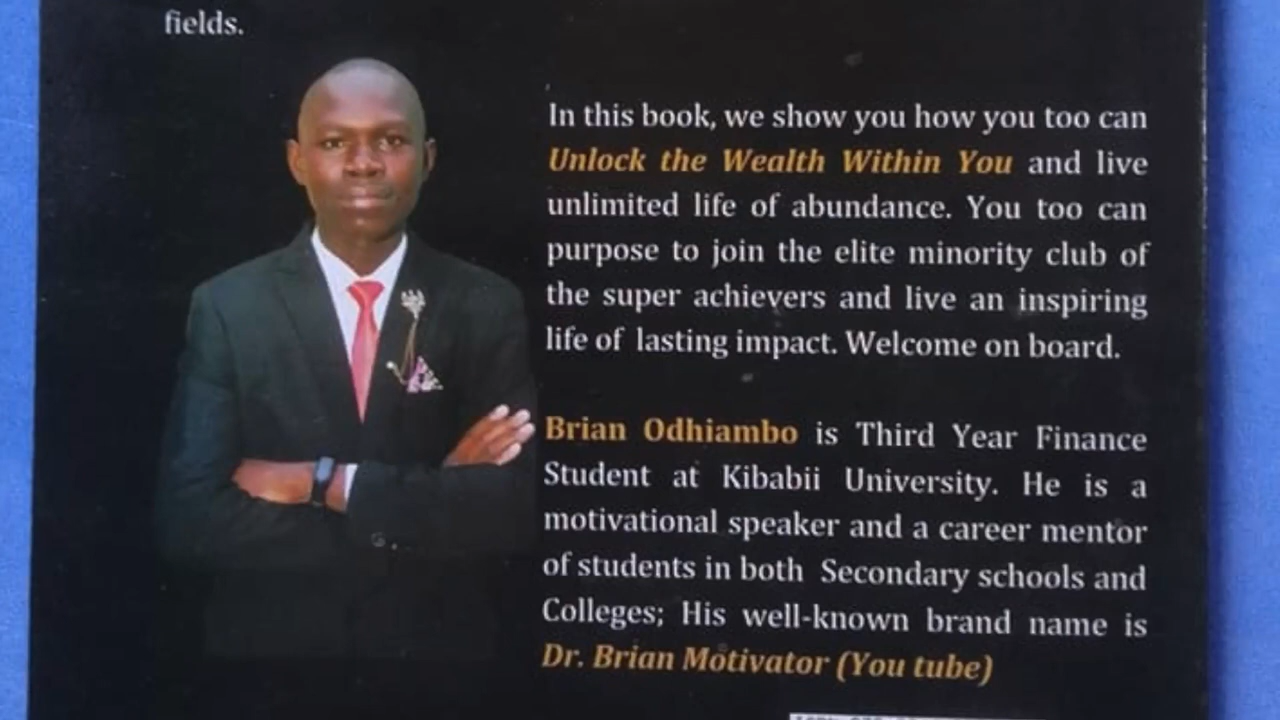 fields.
In this book, we show you how you too can
Unlock the Wealth Within You and live
unlimited life of abundance. You too can
purpose to join the elite minority club of
the super achievers and live an inspiring
life of lasting impact. Welcome on board.
Brian Odhiambo is Third Year Finance
Student at Kibabii University. He is a
motivational speaker and a career mentor
of students in both Secondary schools and
Colleges; His well-known brand name is
Dr. Brian Motivator (You tube)